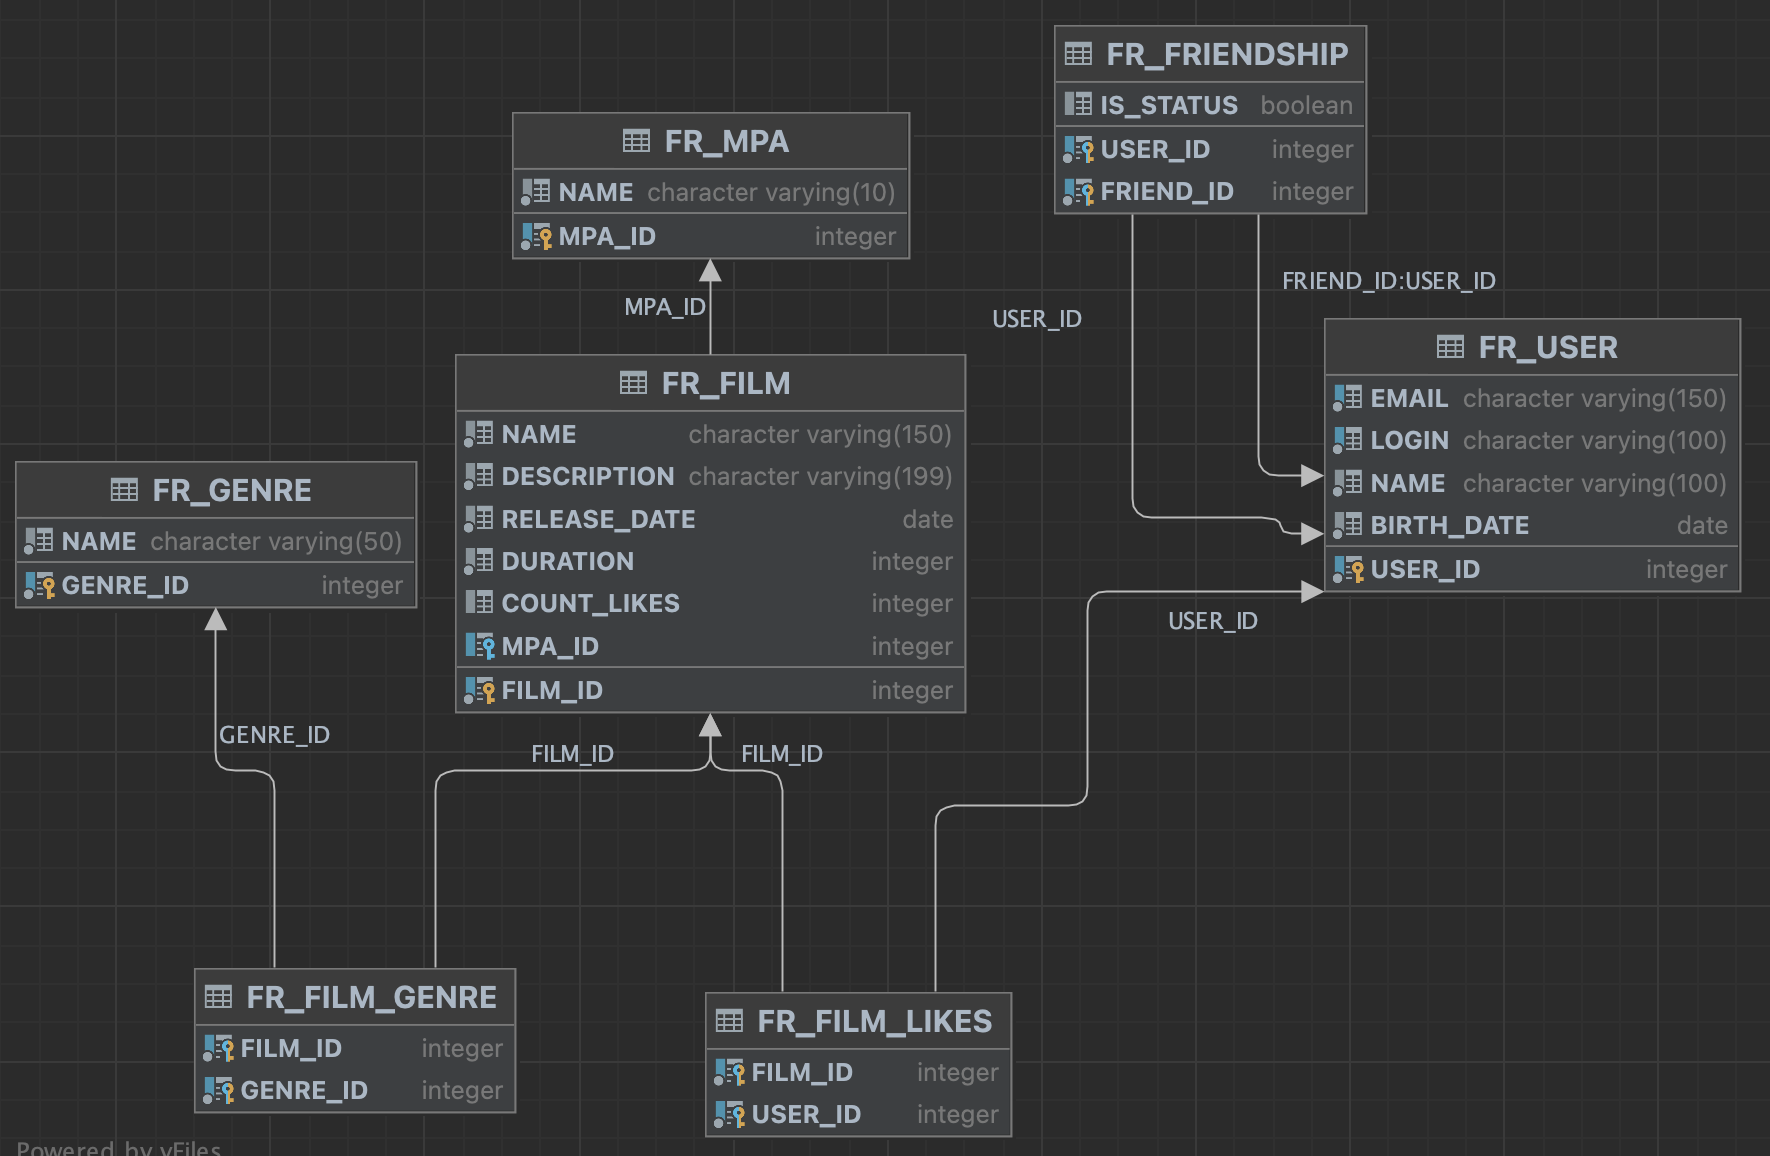 FR_FRIENDSHIP
IS_STATUS boolean
USER_ID integer
FRIEND_ID integer
FR_MPA
NAME character varying(10)
MPA_ID integer
MPA_ID
USER_ID
FRIEND_ID:USER_ID
FR_USER
EMAIL character varying(150)
LOGIN character varying(100)
NAME character varying(100)
BIRTH_DATE date
USER_ID integer
USER_ID
FR_FILM
NAME character varying(150)
DESCRIPTION character varying(199)
RELEASE_DATE date
DURATION integer
COUNT_LIKES integer
MPA_ID integer
FILM_ID integer
FR_GENRE
NAME character varying(50)
GENRE_ID integer
GENRE_ID
FILM_ID
FILM_ID
FR_FILM_GENRE
FILM_ID integer
GENRE_ID integer
FR_FILM_LIKES
FILM_ID integer
USER_ID integer
Powered by yFiles